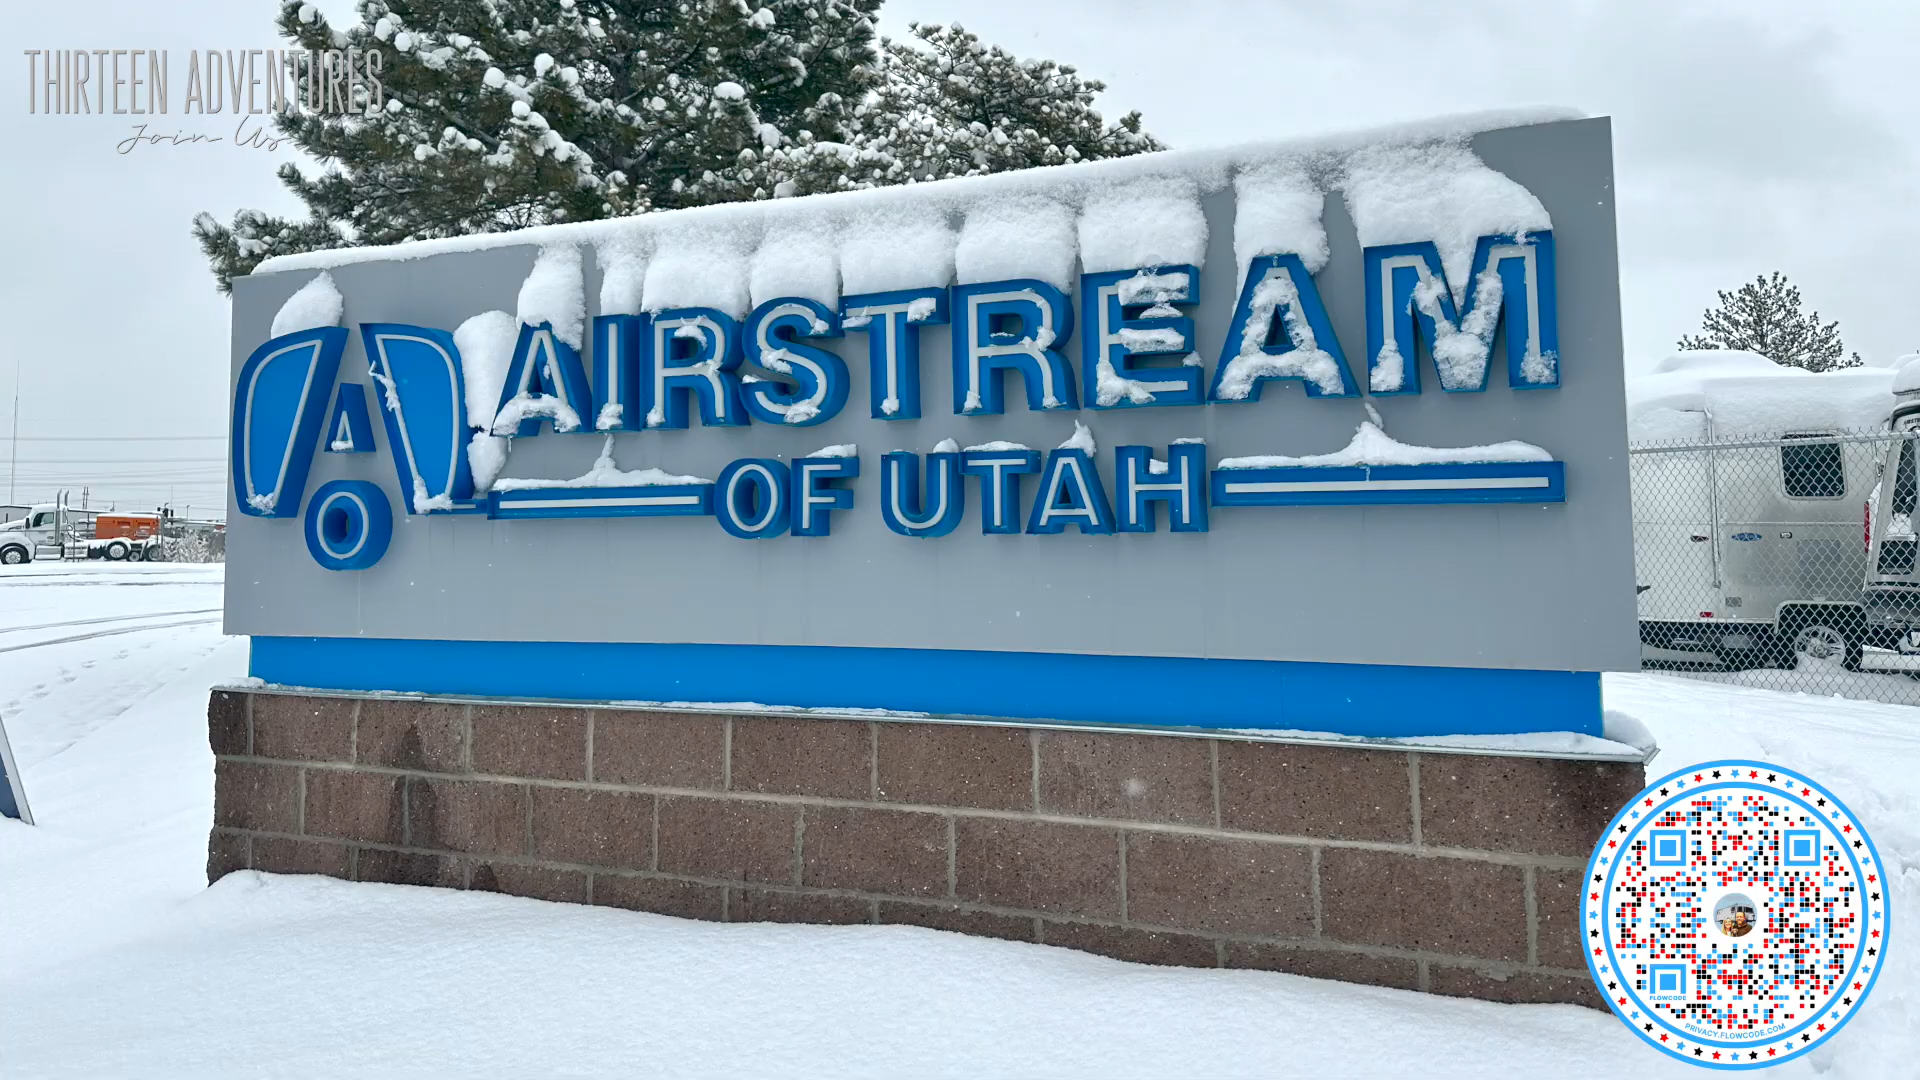 THIRTEEN ADVENTURES
Join Us
AIRSTREAM
OF UTAH
FLOWCODE
PRIVACY.FLOWCODE.COM